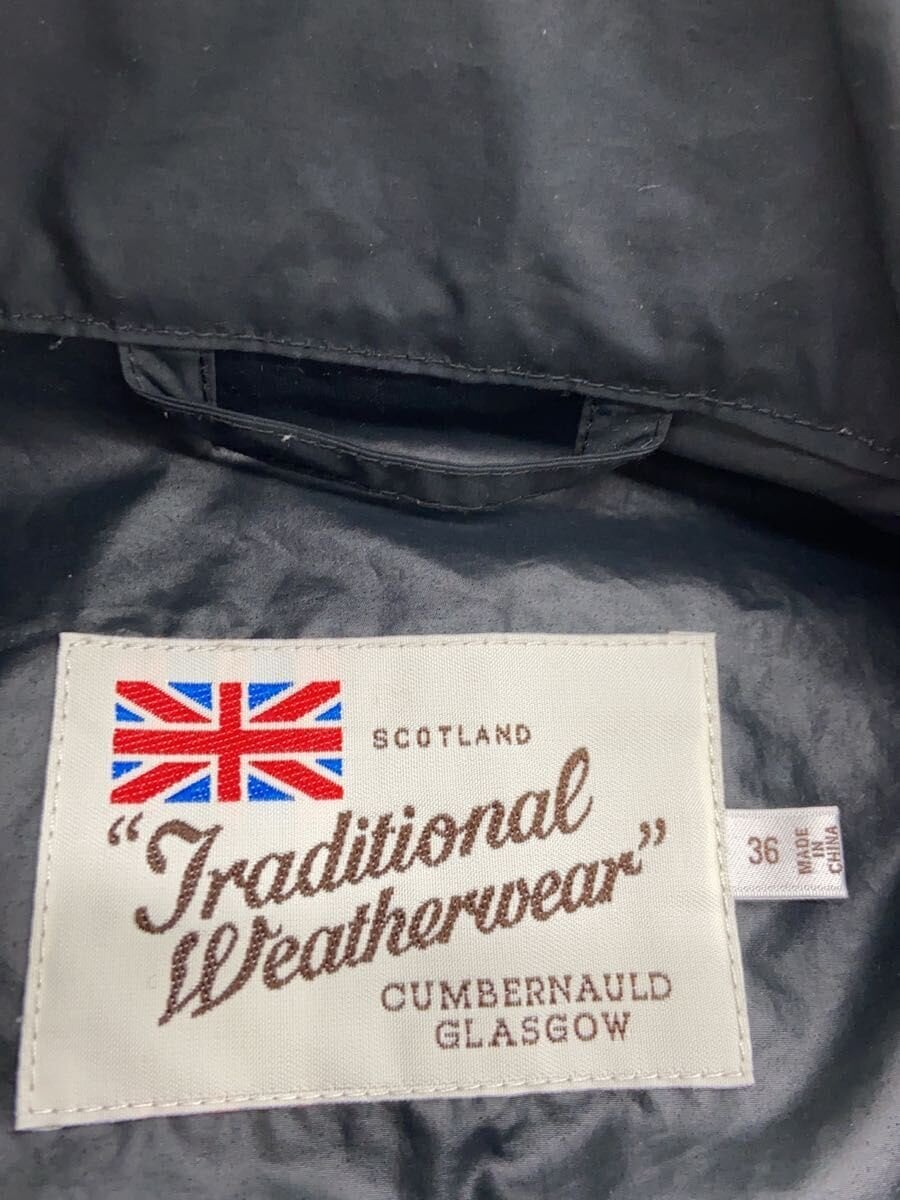 SCOTLAND
"Traditional
Weatherwear"
CUMBERNAULD
GLASGOW
36
MADE
IN
CHINA